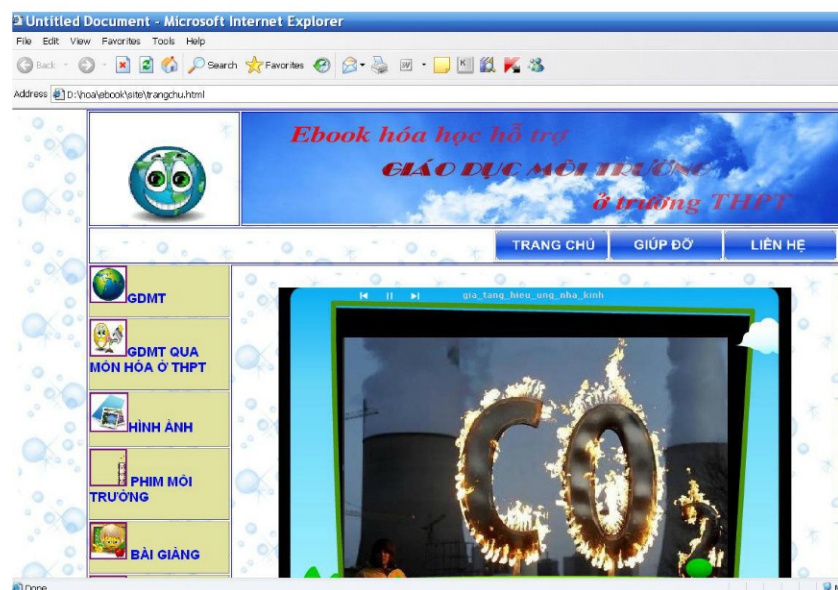 Untitled Document - Microsoft Internet Explorer
File Edit View Favorites Tools Help
Back Search Favorites
Address D:\hoa\ebook\site\trangchu.html
Ebook hóa học hỗ trợ
GIÁO DỤC MÔI TRƯỜNG
ở trường THPT
TRANG CHỦ GIÚP ĐỠ LIÊN HỆ
GDMT
gia_tang_hieu_ung_nha_kinh
GDMT QUA
MÔN HÓA Ở THPT
HÌNH ẢNH
PHIM MÔI
TRƯỜNG
BÀI GIẢNG
CO2
Done